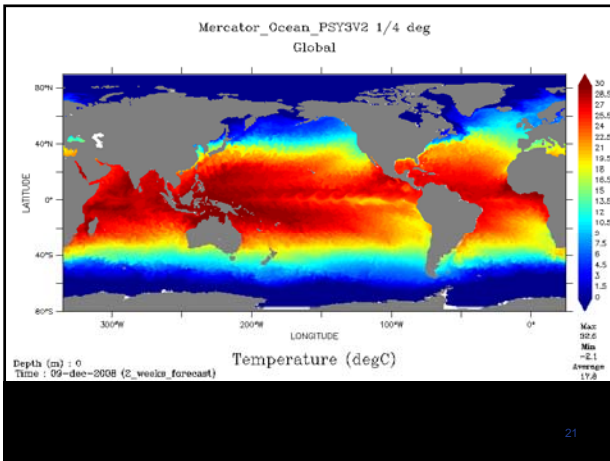 Mercator_Ocean_PSY3V2 1/4 deg
Global
80°N
40°N
0°
40°S
80°S
LATITUDE
300°W
200°W
100°W
0°
LONGITUDE
30
28.5
27
25.5
24
22.5
21
19.5
18
16.5
15
13.5
12
10.5
9
7.5
6
4.5
3
1.5
0
Max
32.6
Min
-2.1
Average
17.8
Temperature (degC)
Depth (m) : 0
Time : 09-dec-2008 (2_weeks_forecast)
21